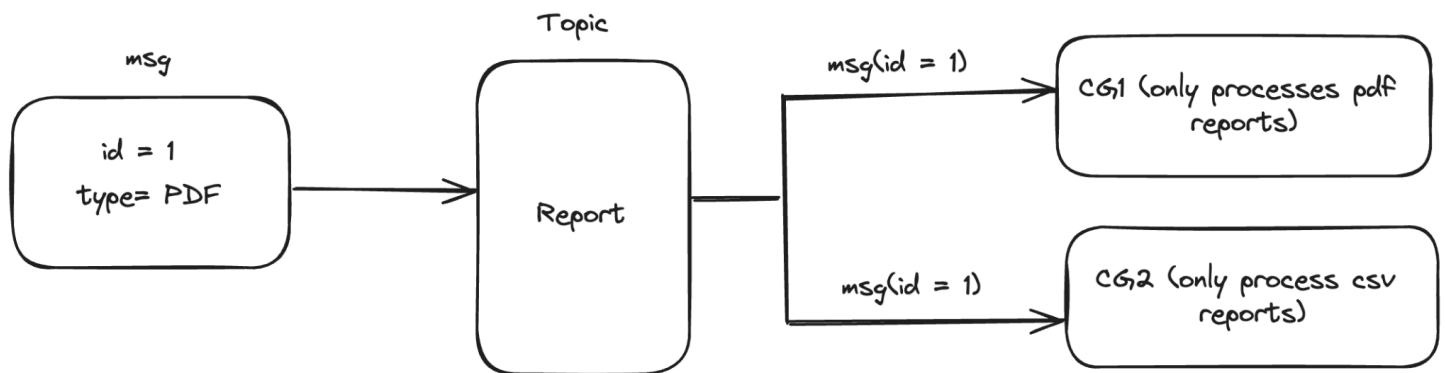 msg
id = 1
type= PDF
Topic
Report
msg(id = 1)
CG1 (only processes pdf
reports)
msg(id = 1)
CG2 (only process csv
reports)